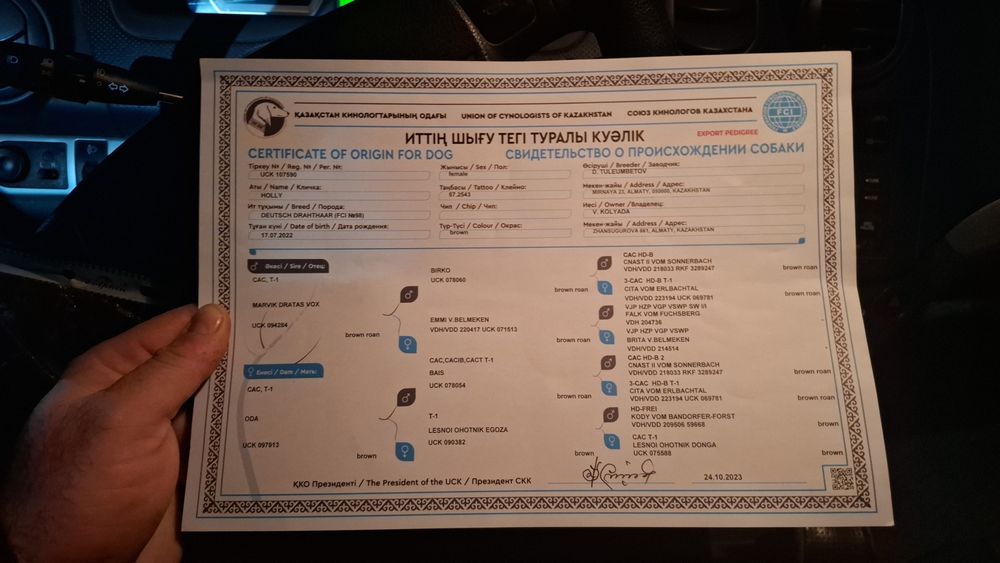 ҚАЗАҚСТАН КИНОЛОГТАРЫНЫҢ ОДАҒЫ UNION OF CYNOLOGISTS OF KAZAKHSTAN СОЮЗ КИНОЛОГОВ КАЗАХСТАНА
FCI
ИТТІҢ ШЫҒУ ТЕГІ ТУРАЛЫ КУӘЛІК
EXPORT PEDIGREE
CERTIFICATE OF ORIGIN FOR DOG СВИДЕТЕЛЬСТВО О ПРОИСХОЖДЕНИИ СОБАКИ
Тіркеу № / Reg. № / Рег. №:
UCK 107590
Аты / Name / Кличка:
HOLLY
Ит тұқымы / Breed / Порода:
DEUTSCH DRAHTHAAR (FCI №98)
Туған күні / Date of birth / Дата рождения:
17.07.2022
Жынысы / Sex / Пол:
female
Таңбасы / Tattoo / Клеймо:
67.2543
Чип / Chip / Чип:
Түр-Түсі / Colour / Окрас:
brown
Өсіруші / Breeder / Заводчик:
D. TULEUMBETOV
Мекен-жайы / Address / Адрес:
MIRNAYA 23, ALMATY, 050000, KAZAKHSTAN
Иесі / Owner /Владелец:
V. KOLYADA
Мекен-жайы / Address / Адрес:
ZHANSUGUROVA 661, ALMATY, KAZAKHSTAN
Әкесі / Sire / Отец:
CAC, T-1
MARVIK DRATAS VOX
UCK 094284
brown roan
Енесі / Dam / Мать:
CAC, T-1
ODA
UCK 097913
brown
BIRKO
UCK 078060
brown roan
EMMI V.BELMEKEN
VDH/VDD 220417 UCK 071513
brown roan
CAC,CACIB,CACT T-1
BAIS
UCK 078054
brown roan
T-1
LESNOI OHOTNIK EGOZA
UCK 090382
brown
CAC HD-B
CNAST II VOM SONNERBACH
VDH/VDD 218033 RKF 3289247
brown roan
3-CAC HD-B T-1
CITA VOM ERLBACHTAL
VDH/VDD 223194 UCK 069781
brown roan
VJP HZP VGP VSWP SW I/I
FALK VOM FUCHSBERG
VDH 204736
brown roan
VJP HZP VGP VSWP
BRITA V.BELMEKEN
VDH/VDD 214514
brown roan
CAC HD-B 2
CNAST II VOM SONNERBACH
VDH/VDD 218033 RKF 3289247
brown roan
3-CAC HD-B T-1
CITA VOM ERLBACHTAL
VDH/VDD 223194 UCK 069781
brown roan
HD-FREI
KODY VOM BANDORFER-FORST
VDH/VDD 209506 59668
brown
CAC T-1
LESNOI OHOTNIK DONGA
UCK 075588
brown
ҚКО Президенті / The President of the UCK / Президент СКК
24.10.2023